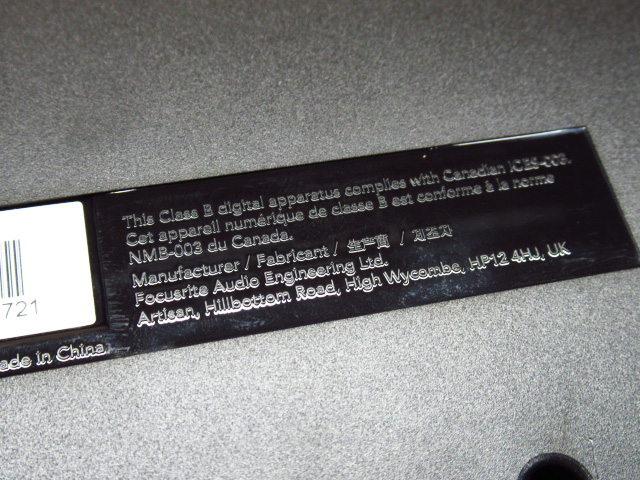 This Class B digital apparatus complies with Canadian ICES-003.
Cet appareil numérique de classe B est conforme à la norme
NMB-003 du Canada.
Manufacturer / Fabricant / 生产商 / 제조자
Focusrite Audio Engineering Ltd.
Artisan, Hillbottom Road, High Wycombe, HP12 4HJ, UK
721
ade in China